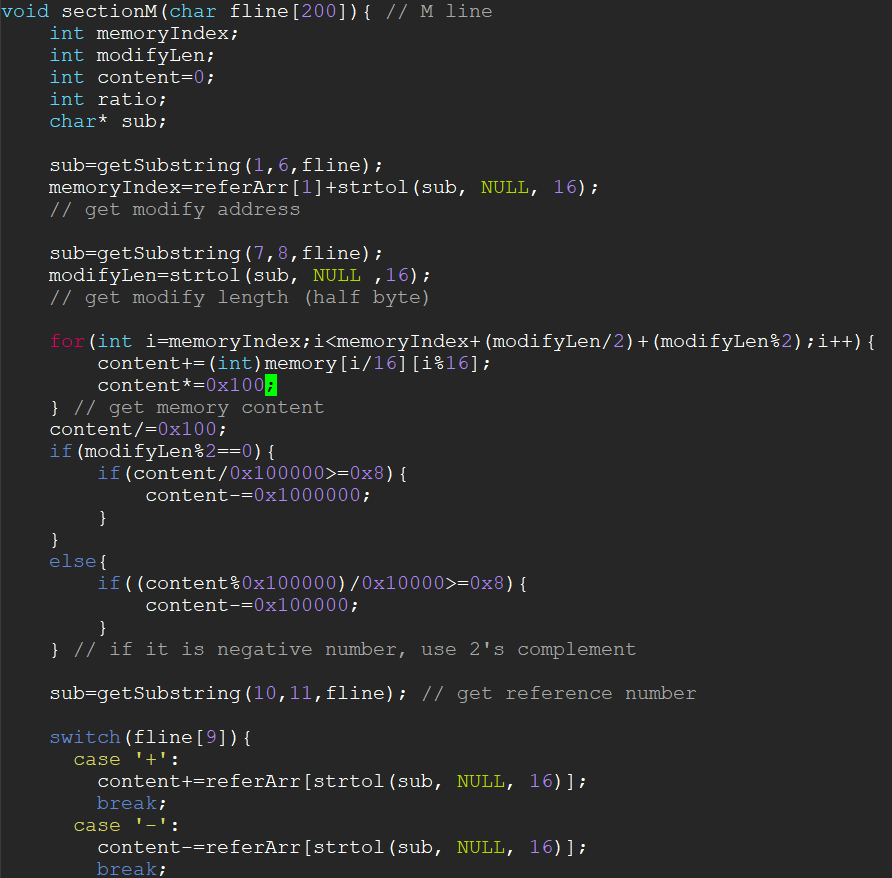 void sectionM(char fline[200]){ // M line
    int memoryIndex;
    int modifyLen;
    int content=0;
    int ratio;
    char* sub;

    sub=getSubstring(1,6,fline);
    memoryIndex=referArr[1]+strtol(sub, NULL, 16);
    // get modify address

    sub=getSubstring(7,8,fline);
    modifyLen=strtol(sub, NULL ,16);
    // get modify length (half byte)

    for(int i=memoryIndex;i<memoryIndex+(modifyLen/2)+(modifyLen%2);i++){
        content+=(int)memory[i/16][i%16];
        content*=0x100;
    } // get memory content
    content/=0x100;
    if(modifyLen%2==0){
        if(content/0x100000>=0x8){
            content-=0x1000000;
        }
    }
    else{
        if((content%0x100000)/0x10000>=0x8){
            content-=0x100000;
        }
    } // if it is negative number, use 2's complement

    sub=getSubstring(10,11,fline); // get reference number

    switch(fline[9]){
      case '+':
        content+=referArr[strtol(sub, NULL, 16)];
        break;
      case '-':
        content-=referArr[strtol(sub, NULL, 16)];
        break;